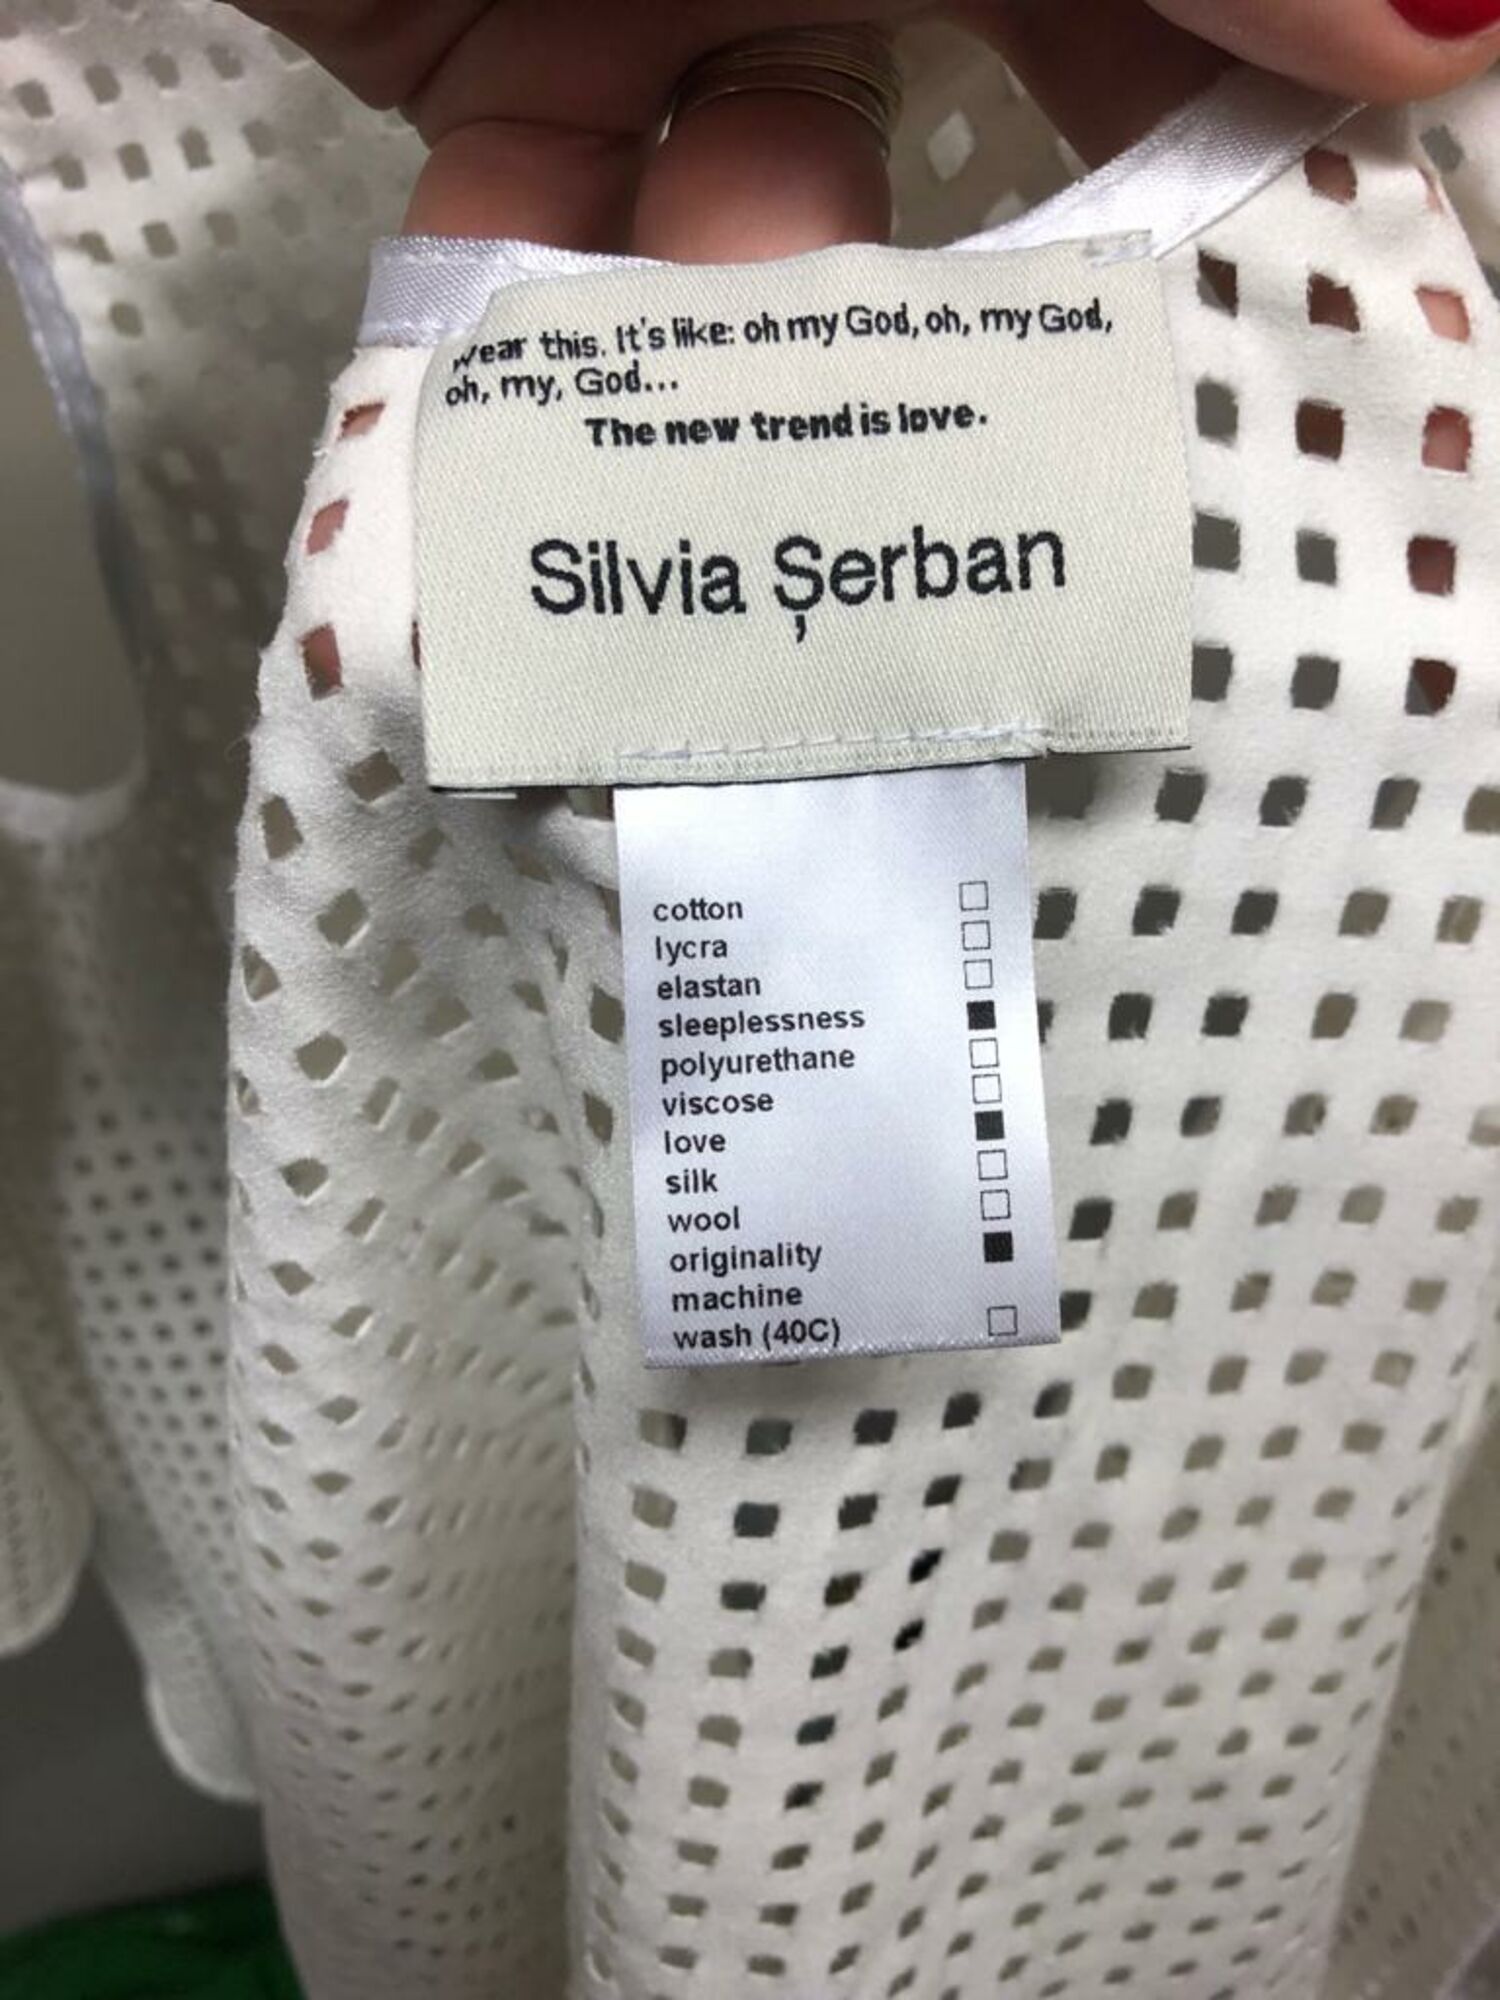 wear this. It's like: oh my God, oh, my God,
oh, my, God...
The new trend is love.
Silvia Șerban
cotton □
lycra □
elastan □
sleeplessness ■
polyurethane □
viscose □
love ■
silk □
wool □
originality ■
machine
wash (40C) □